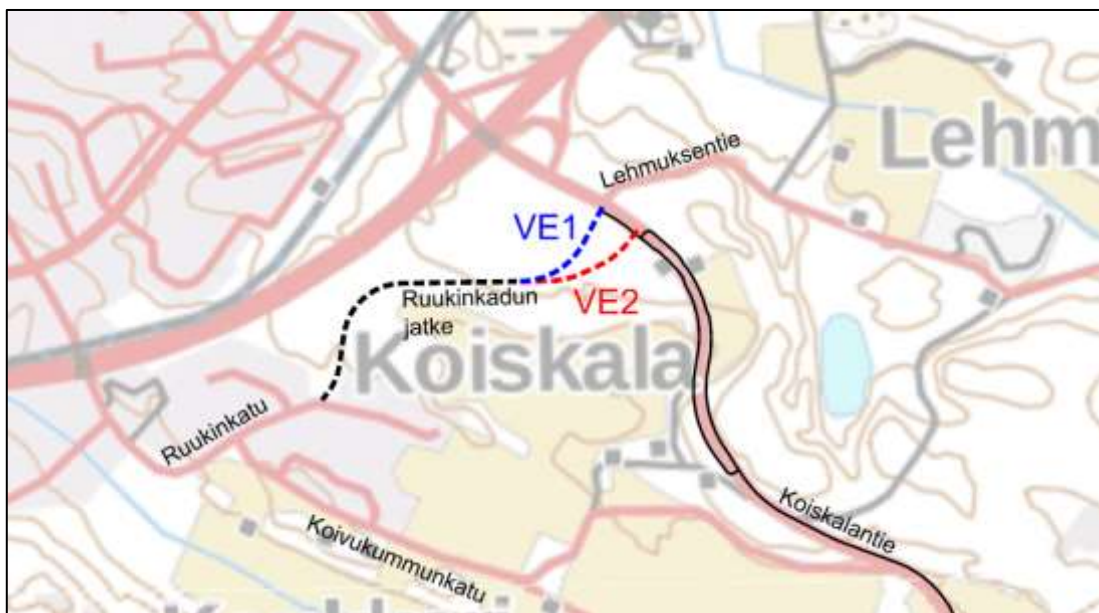 Lehm
Lehmuksentie
VE1
VE2
Ruukinkadun
jatke
Koiskala
Ruukinkatu
Koiskalantie
Koivukummunkatu